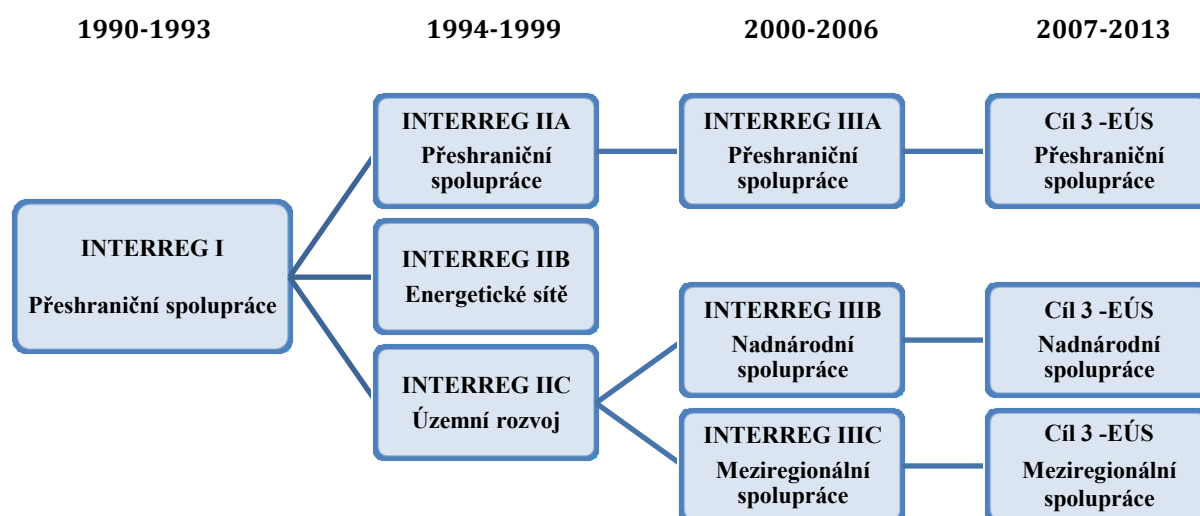 1990-1993
1994-1999
2000-2006
2007-2013
INTERREG I
Přeshraniční spolupráce
INTERREG IIA
Přeshraniční
spolupráce
INTERREG IIB
Energetické sítě
INTERREG IIC
Územní rozvoj
INTERREG IIIA
Přeshraniční
spolupráce
INTERREG IIIB
Nadnárodní
spolupráce
INTERREG IIIC
Meziregionální
spolupráce
Cíl 3 -EÚS
Přeshraniční
spolupráce
Cíl 3 -EÚS
Nadnárodní
spolupráce
Cíl 3 -EÚS
Meziregionální
spolupráce